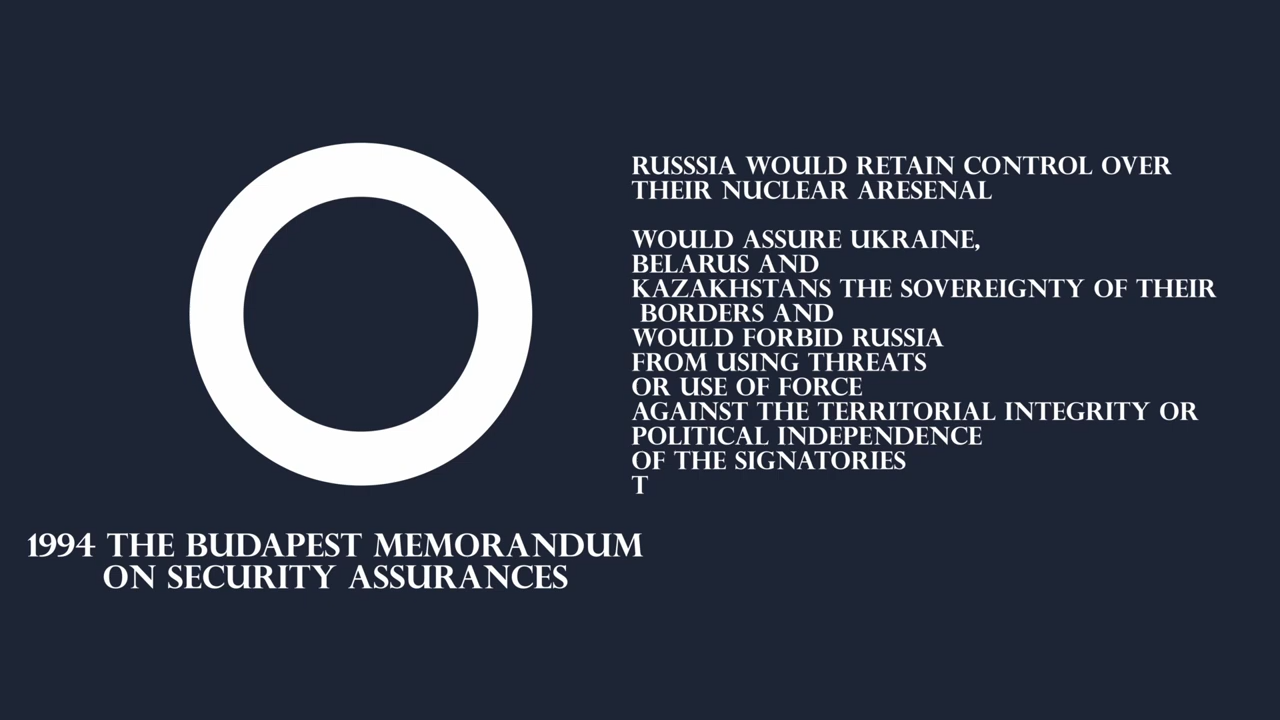 RUSSSIA WOULD RETAIN CONTROL OVER
THEIR NUCLEAR ARESENAL
WOULD ASSURE UKRAINE,
BELARUS AND
KAZAKHSTANS THE SOVEREIGNTY OF THEIR
BORDERS AND
WOULD FORBID RUSSIA
FROM USING THREATS
OR USE OF FORCE
AGAINST THE TERRITORIAL INTEGRITY OR
POLITICAL INDEPENDENCE
OF THE SIGNATORIES
T
1994 THE BUDAPEST MEMORANDUM
ON SECURITY ASSURANCES